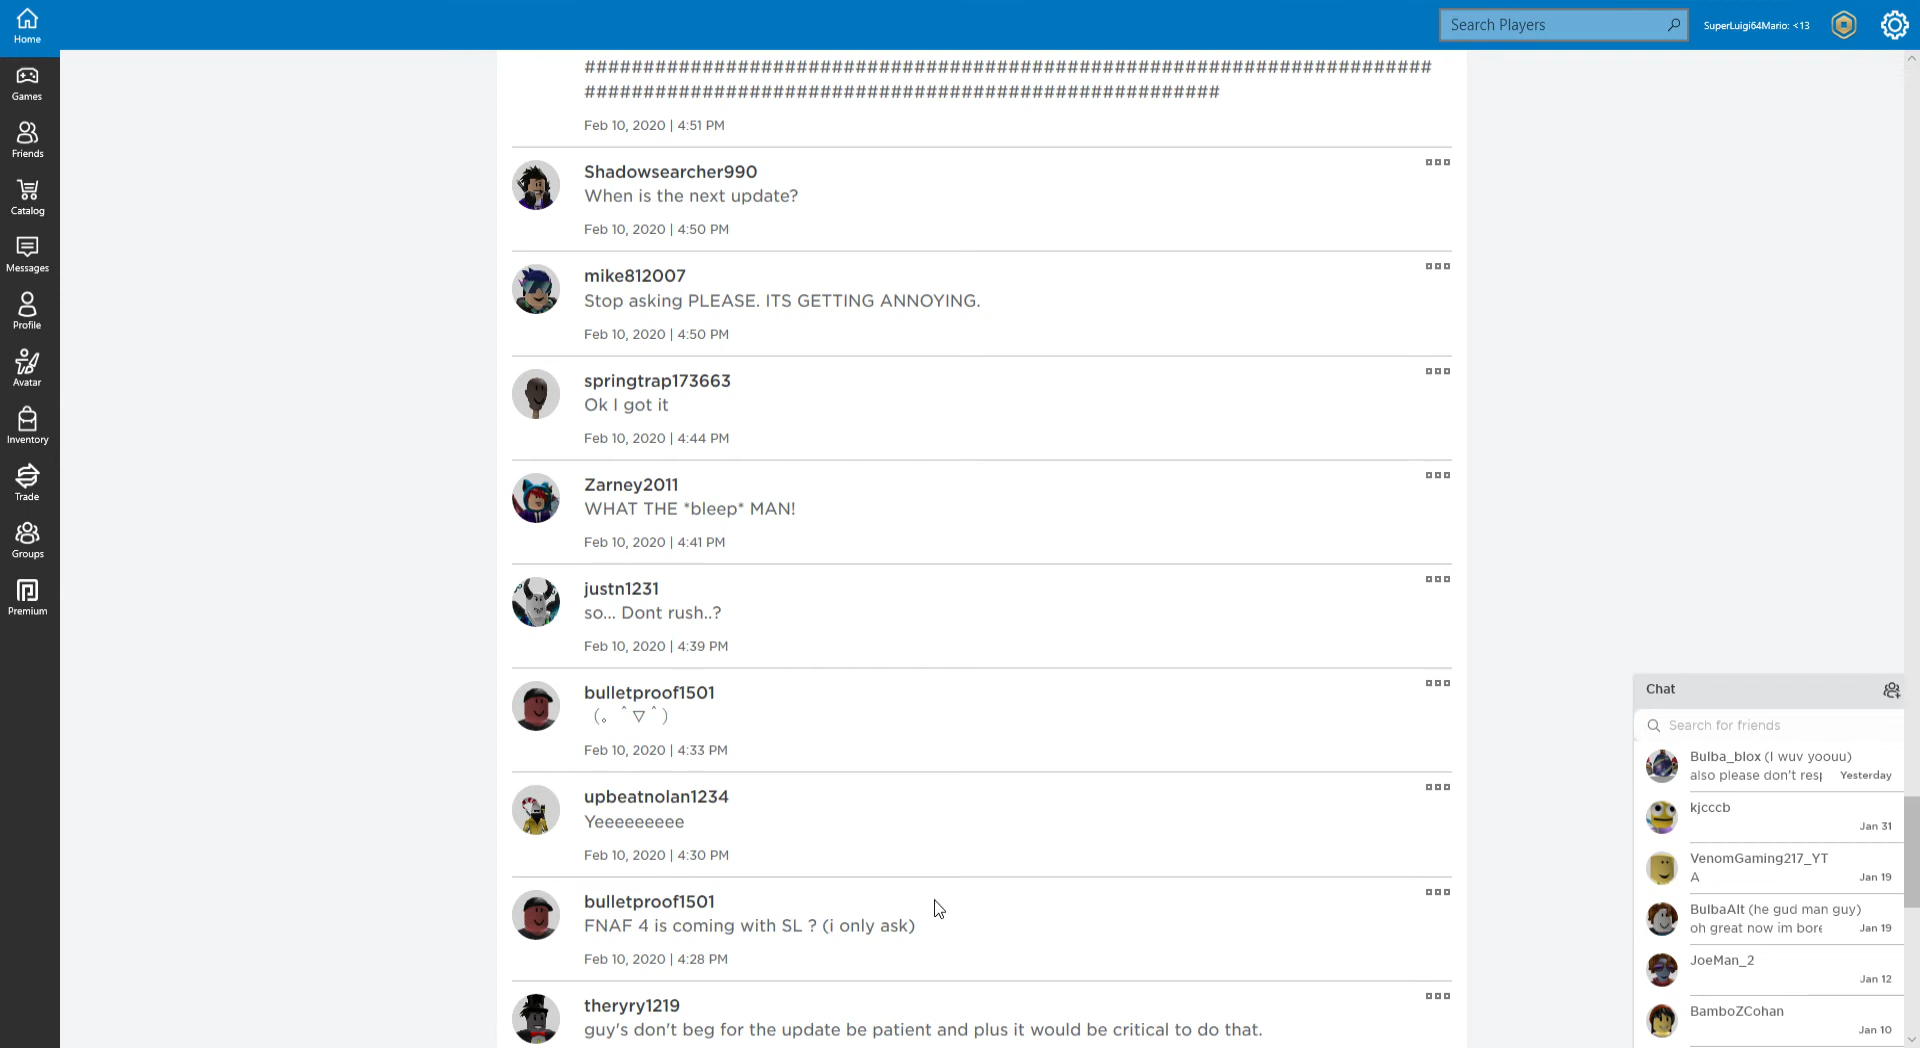 Home
Search Players
SuperLuigi64Mario: <13
Games
Friends
Catalog
Messages
Profile
Avatar
Inventory
Trade
Groups
Premium
########################################################################
######################################################
Feb 10, 2020 | 4:51 PM
Shadowsearcher990
When is the next update?
Feb 10, 2020 | 4:50 PM
mike812007
Stop asking PLEASE. ITS GETTING ANNOYING.
Feb 10, 2020 | 4:50 PM
springtrap173663
Ok I got it
Feb 10, 2020 | 4:44 PM
Zarney2011
WHAT THE *bleep* MAN!
Feb 10, 2020 | 4:41 PM
justn1231
so... Dont rush..?
Feb 10, 2020 | 4:39 PM
bulletproof1501
(。ˆ▽ˆ)
Feb 10, 2020 | 4:33 PM
upbeatnolan1234
Yeeeeeeeee
Feb 10, 2020 | 4:30 PM
bulletproof1501
FNAF 4 is coming with SL ? (i only ask)
Feb 10, 2020 | 4:28 PM
theryry1219
guy's don't beg for the update be patient and plus it would be critical to do that.
Chat
Search for friends
Bulba_blox (I wuv yoouu)
also please don't resp Yesterday
kjcccb
Jan 31
VenomGaming217_YT
A Jan 19
BulbaAlt (he gud man guy)
oh great now im bore Jan 19
JoeMan_2
Jan 12
BamboZCohan
Jan 10